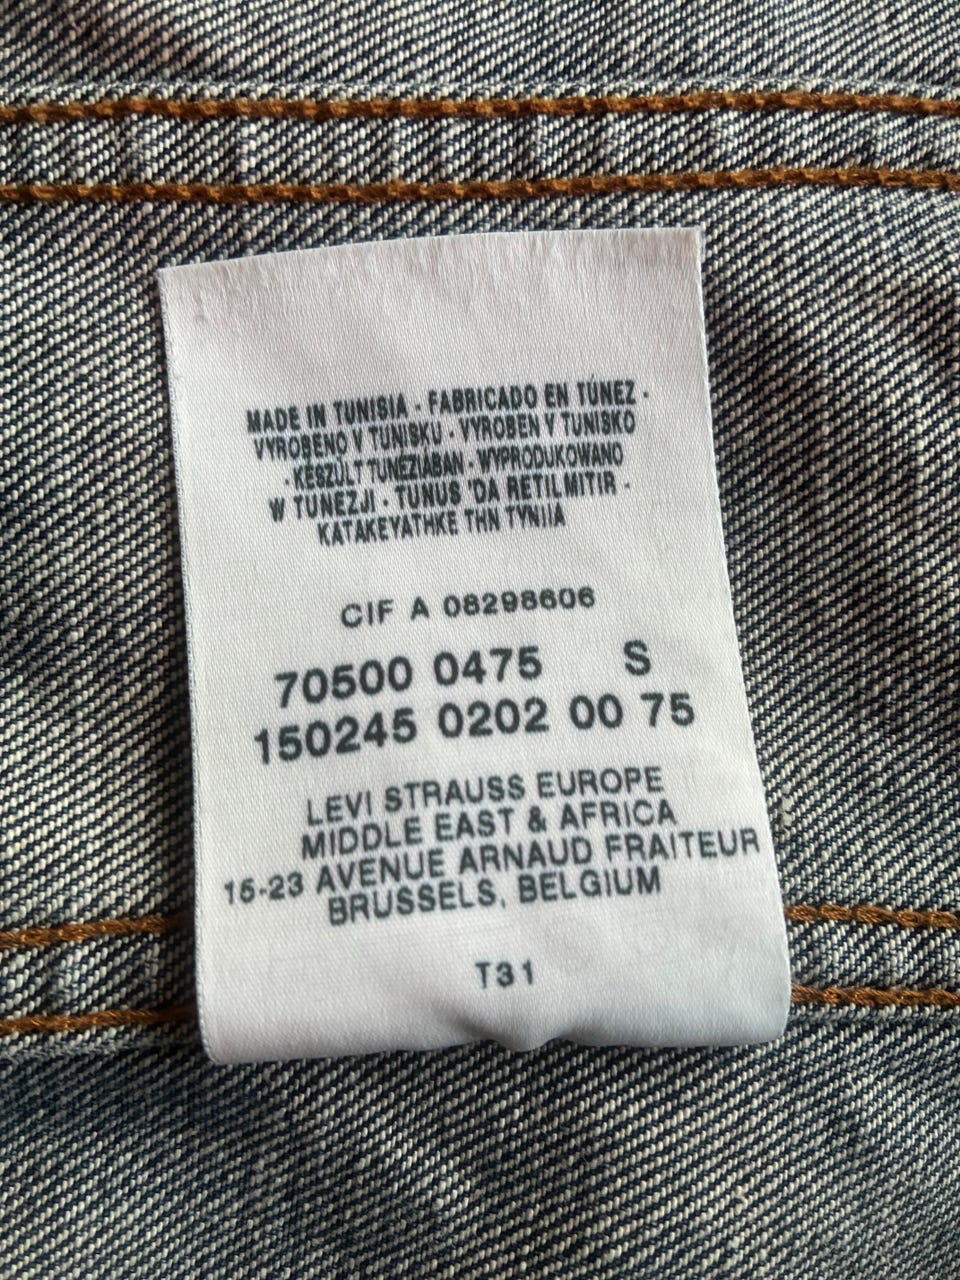 MADE IN TUNISIA - FABRICADO EN TÚNEZ -
VYROBENO V TUNISKU - VYROBEN V TUNISKO
- KESZÜLT TUNEZIABAN - WYPRODUKOWANO
W TUNEZJI - TUNUS 'DA RETILMITIR -
KATAKEYATHKE THN TYNIIA
CIF A 08298606
70500 0475 S
150245 0202 00 75
LEVI STRAUSS EUROPE
MIDDLE EAST & AFRICA
15-23 AVENUE ARNAUD FRAITEUR
BRUSSELS, BELGIUM
T31